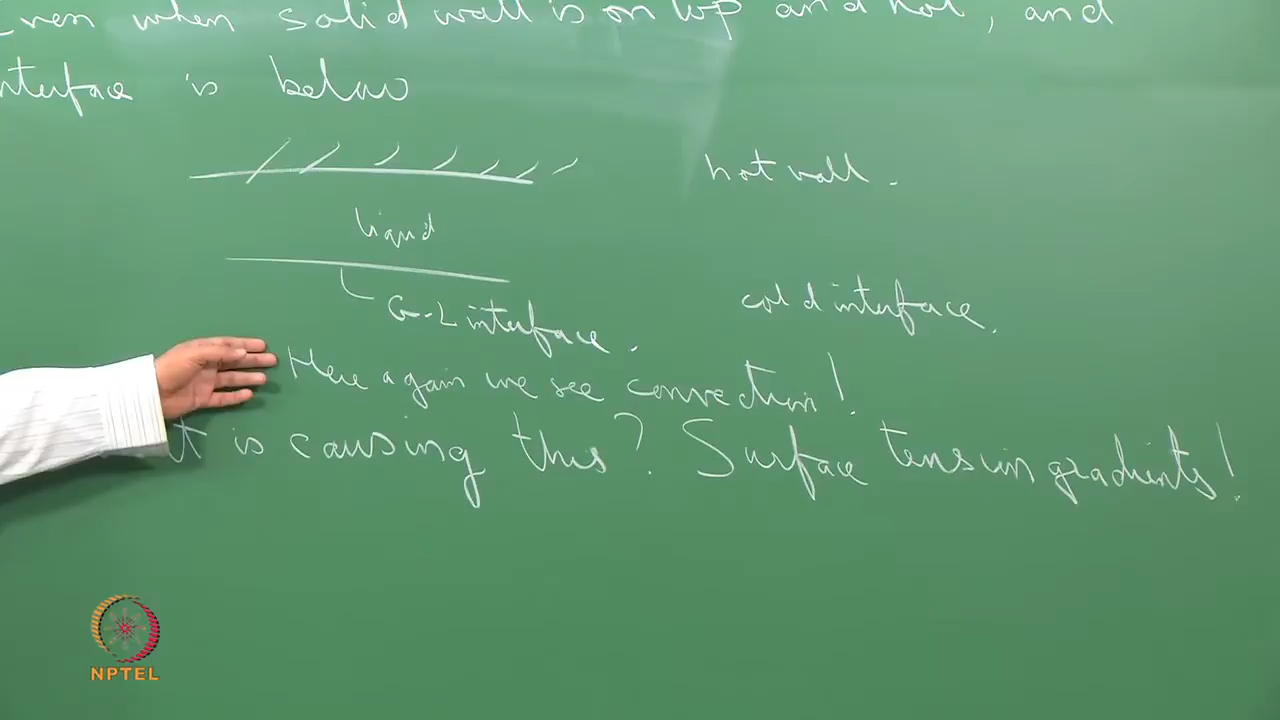 Even when solid wall is on top and hot, and
nterface is below
hot wall.
liquid
G-L interface.
cold interface.
Here again we see convection!
t is causing this? Surface tension gradients!
NPTEL